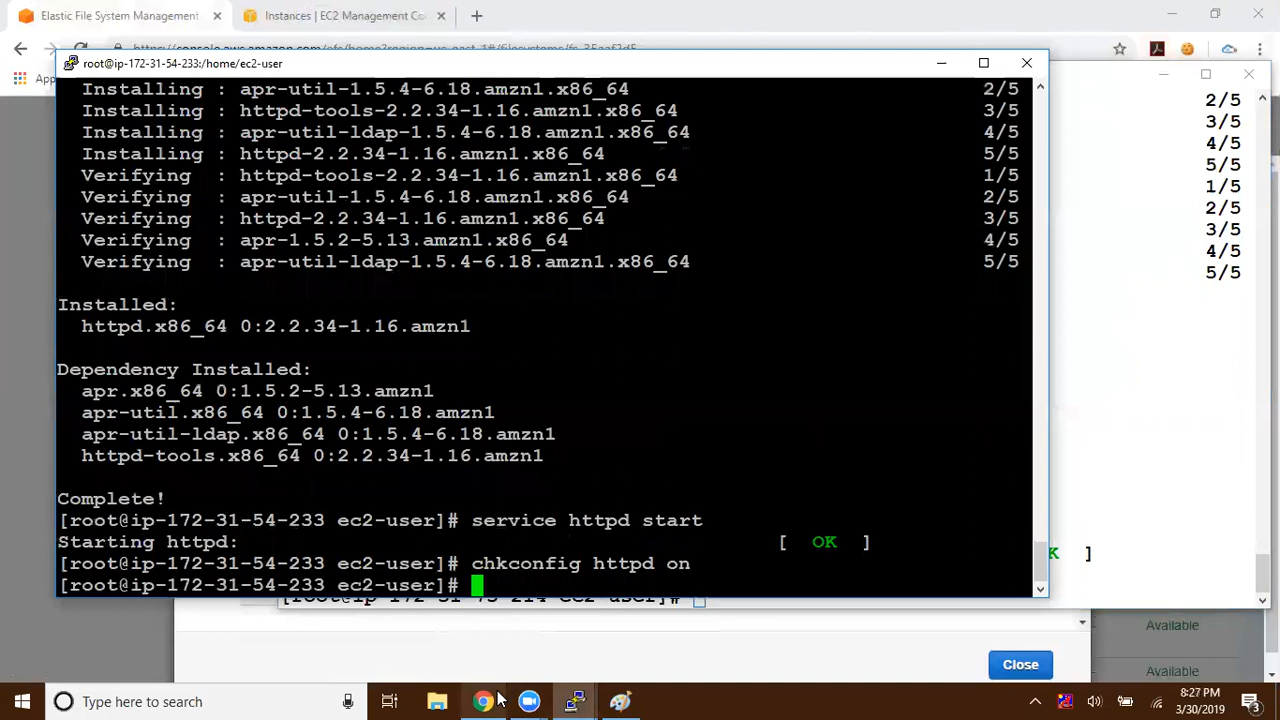 Elastic File System Management
Instances | EC2 Management Co
https://console.aws.amazon.com/efs/home?region=us-east-1#/filesystems/fs-35aaf2d5
App
root@ip-172-31-54-233:/home/ec2-user
Installing : apr-util-1.5.4-6.18.amzn1.x86_64 2/5
Installing : httpd-tools-2.2.34-1.16.amzn1.x86_64 3/5
Installing : apr-util-ldap-1.5.4-6.18.amzn1.x86_64 4/5
Installing : httpd-2.2.34-1.16.amzn1.x86_64 5/5
Verifying : httpd-tools-2.2.34-1.16.amzn1.x86_64 1/5
Verifying : apr-util-1.5.4-6.18.amzn1.x86_64 2/5
Verifying : httpd-2.2.34-1.16.amzn1.x86_64 3/5
Verifying : apr-1.5.2-5.13.amzn1.x86_64 4/5
Verifying : apr-util-ldap-1.5.4-6.18.amzn1.x86_64 5/5
Installed:
httpd.x86_64 0:2.2.34-1.16.amzn1
Dependency Installed:
apr.x86_64 0:1.5.2-5.13.amzn1
apr-util.x86_64 0:1.5.4-6.18.amzn1
apr-util-ldap.x86_64 0:1.5.4-6.18.amzn1
httpd-tools.x86_64 0:2.2.34-1.16.amzn1
Complete!
[root@ip-172-31-54-233 ec2-user]# service httpd start
Starting httpd: [ OK ]
[root@ip-172-31-54-233 ec2-user]# chkconfig httpd on
[root@ip-172-31-54-233 ec2-user]#
2/5
3/5
4/5
5/5
1/5
2/5
3/5
4/5
5/5
K ]
[root@ip-172-31-73-214 ec2-user]#
Available
Available
Close
Type here to search
8:27 PM
3/30/2019